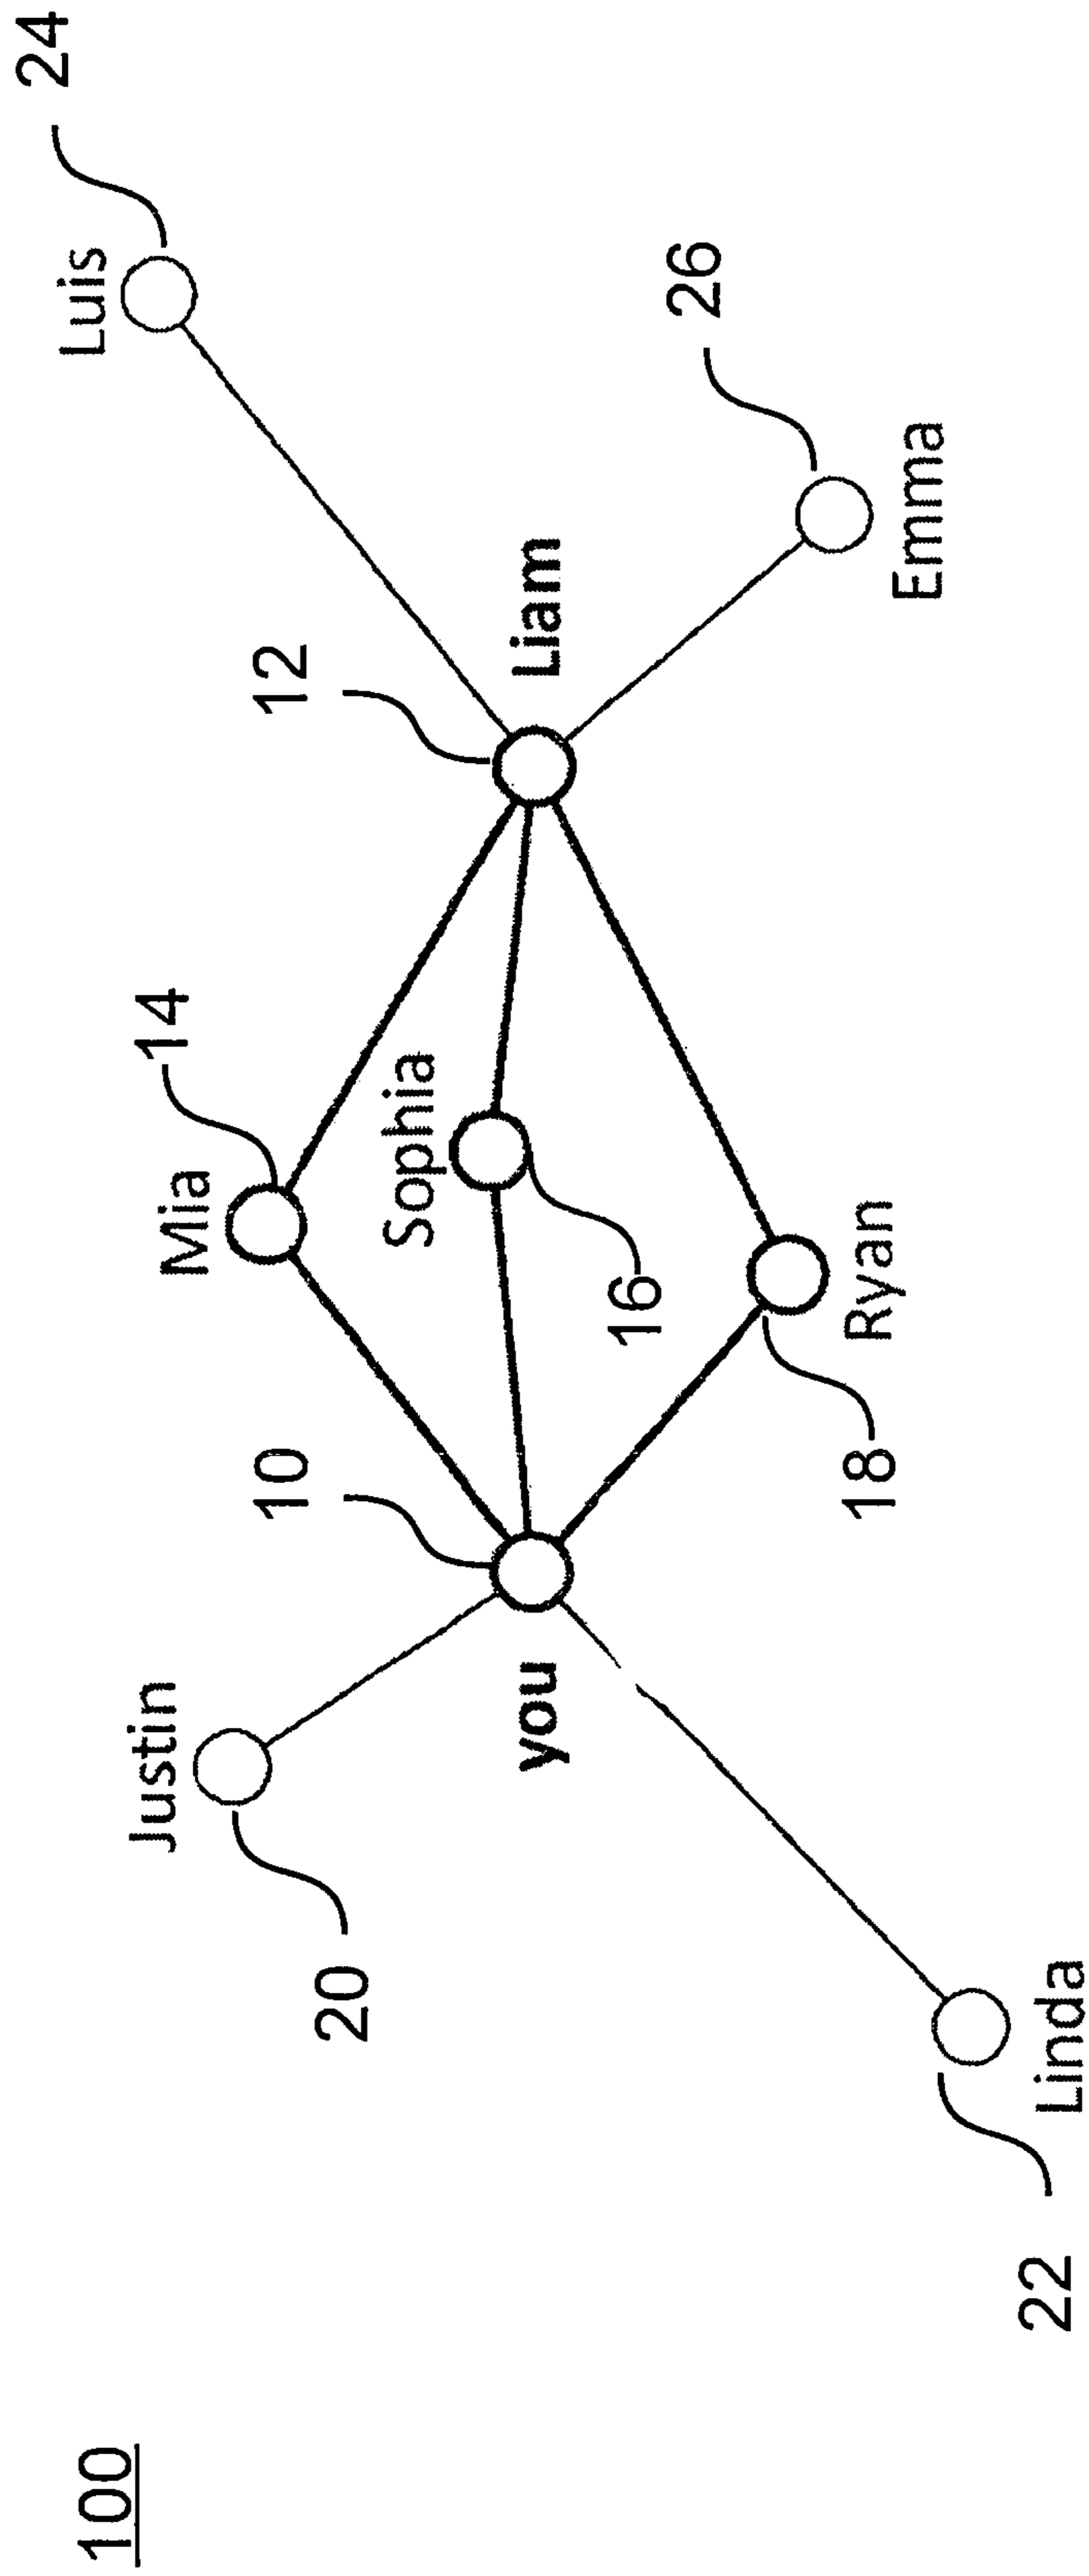 100
24
Luis
Mia
14
12
Justin
20
10
Sophia
26
you
16
Liam
Ryan
18
Emma
Linda
22